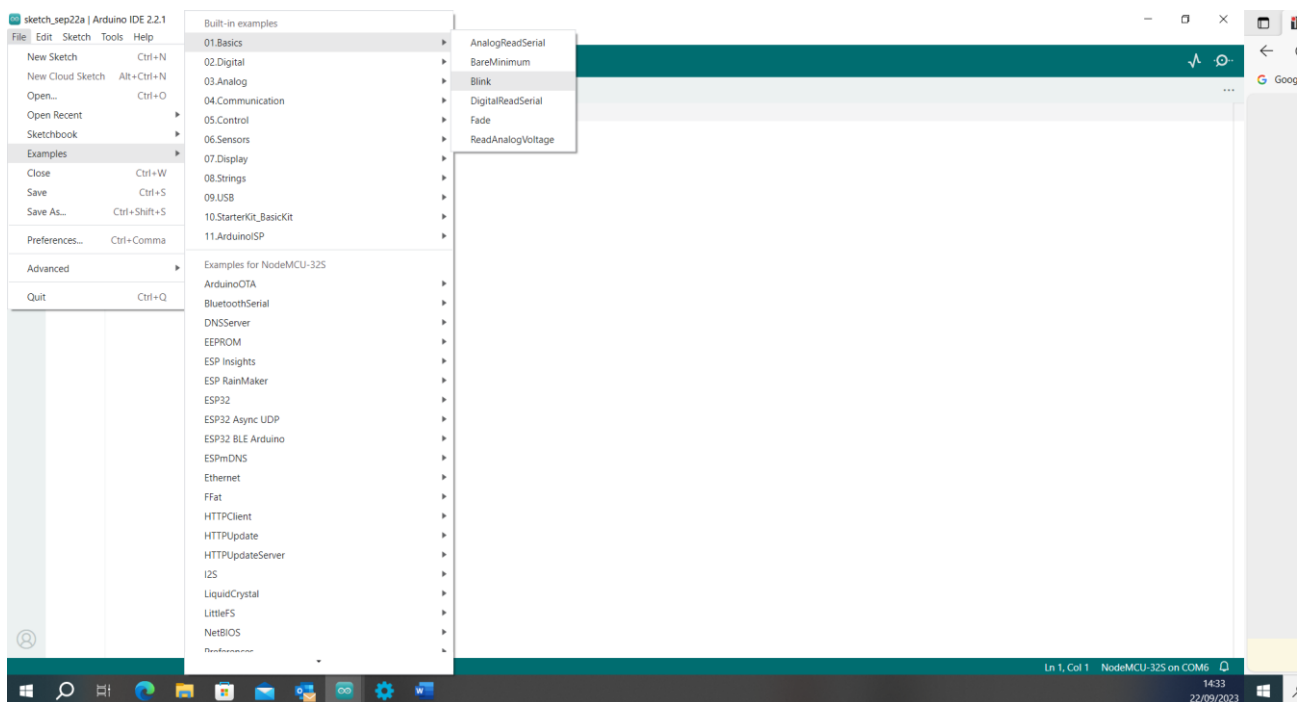 sketch_sep22a | Arduino IDE 2.2.1
File Edit Sketch Tools Help
New Sketch Ctrl+N
New Cloud Sketch Alt+Ctrl+N
Open... Ctrl+O
Open Recent
Sketchbook
Examples
Close Ctrl+W
Save Ctrl+S
Save As... Ctrl+Shift+S
Preferences... Ctrl+Comma
Advanced
Quit Ctrl+Q
Built-in examples
01.Basics
02.Digital
03.Analog
04.Communication
05.Control
06.Sensors
07.Display
08.Strings
09.USB
10.StarterKit_BasicKit
11.ArduinoISP
Examples for NodeMCU-32S
ArduinoOTA
BluetoothSerial
DNSServer
EEPROM
ESP Insights
ESP RainMaker
ESP32
ESP32 Async UDP
ESP32 BLE Arduino
ESPmDNS
Ethernet
FFat
HTTPClient
HTTPUpdate
HTTPUpdateServer
I2S
LiquidCrystal
LittleFS
NetBIOS
Preferences
AnalogReadSerial
BareMinimum
Blink
DigitalReadSerial
Fade
ReadAnalogVoltage
G Goog
Ln 1, Col 1 NodeMCU-32S on COM6
14:33
22/09/2023